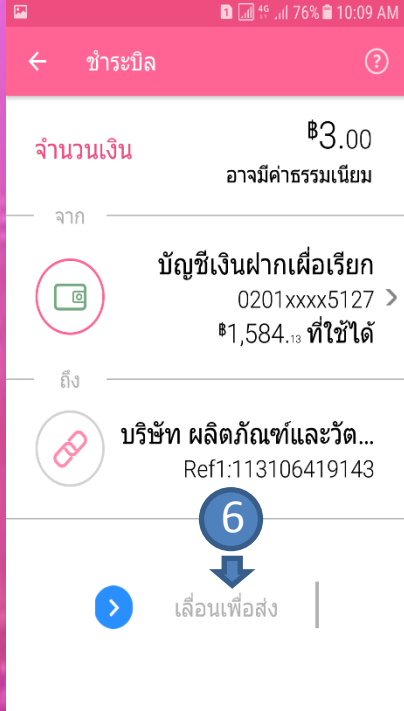 1 4G 76% 10:09 AM
ชำระบิล ?
จำนวนเงิน ฿3.00
อาจมีค่าธรรมเนียม
จาก
บัญชีเงินฝากเผื่อเรียก
0201xxxx5127
฿1,584.13 ที่ใช้ได้
ถึง
บริษัท ผลิตภัณฑ์และวัต...
Ref1:113106419143
6
เลื่อนเพื่อส่ง